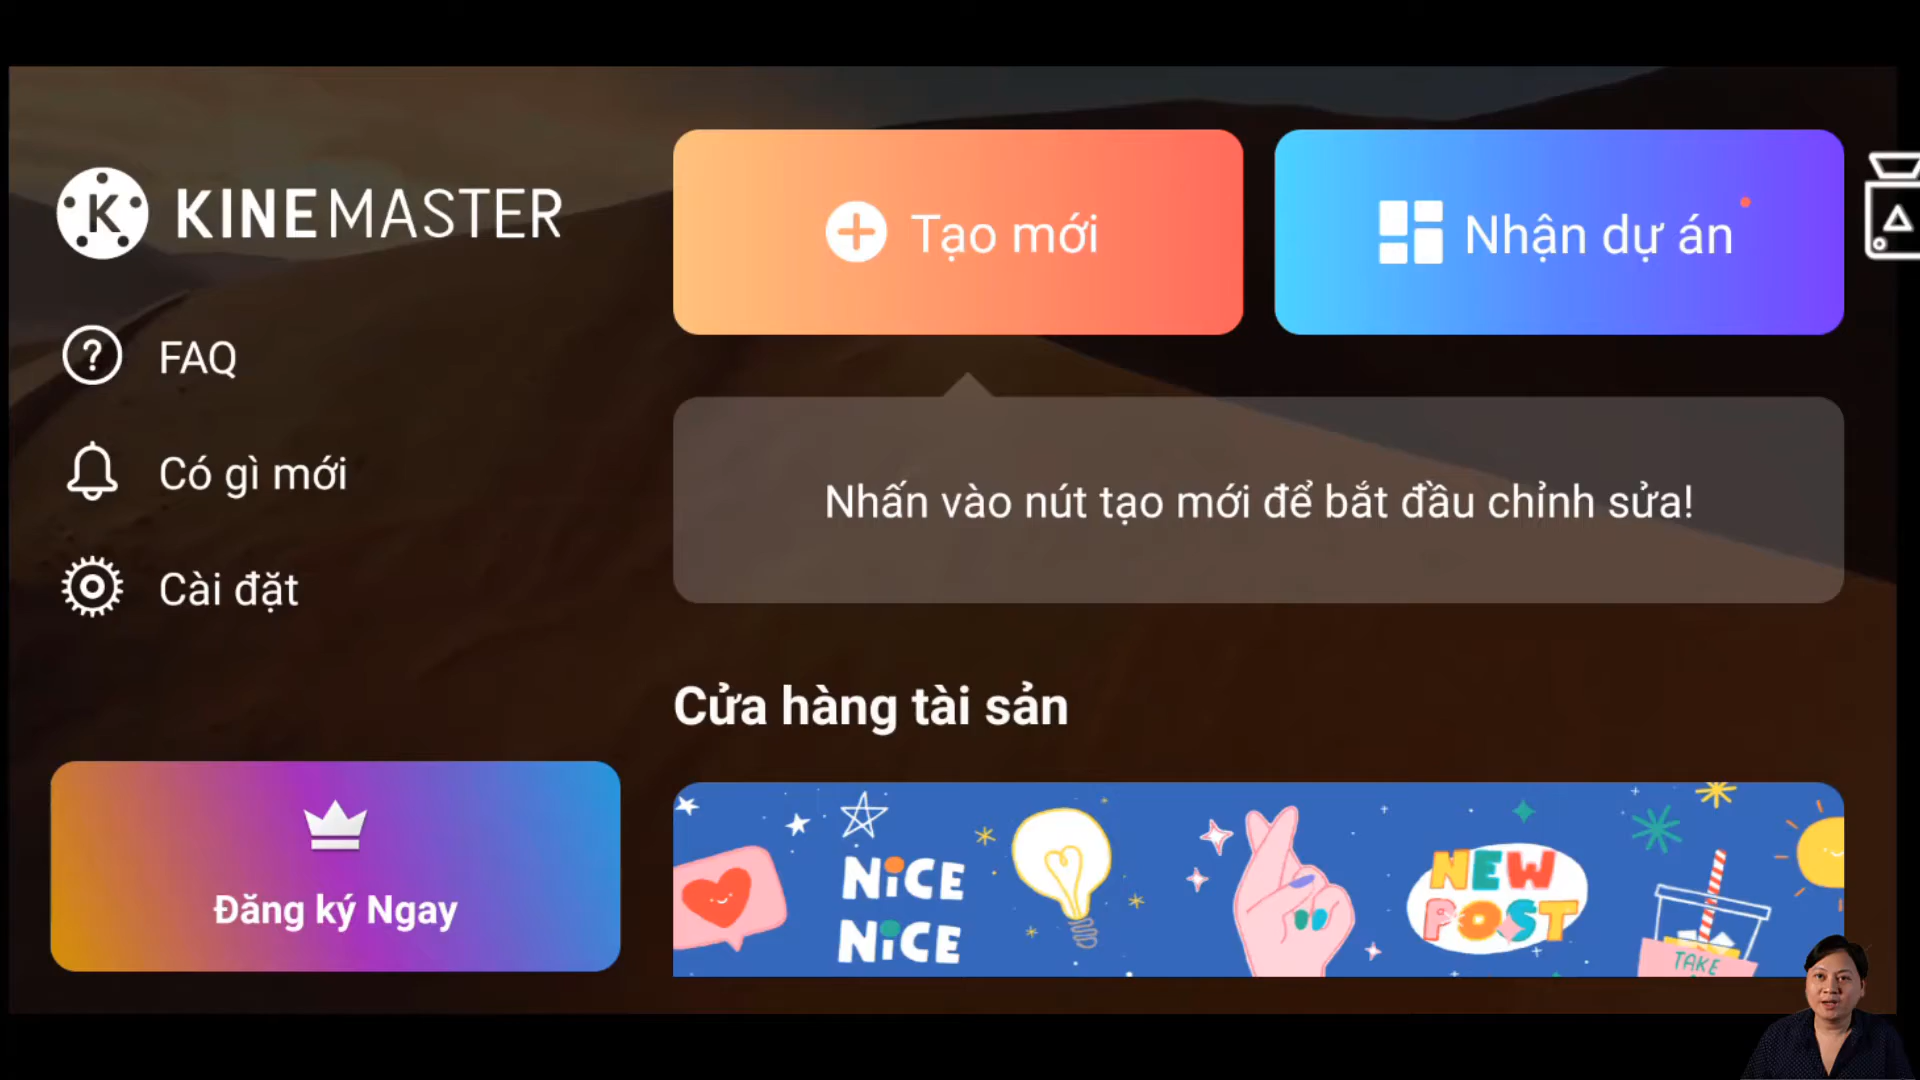 KINEMASTER
FAQ
Có gì mới
Cài đặt
Đăng ký Ngay
Tạo mới
Nhận dự án
Nhấn vào nút tạo mới để bắt đầu chỉnh sửa!
Cửa hàng tài sản
NiCE
NiCE
NEW
POST
TAKE